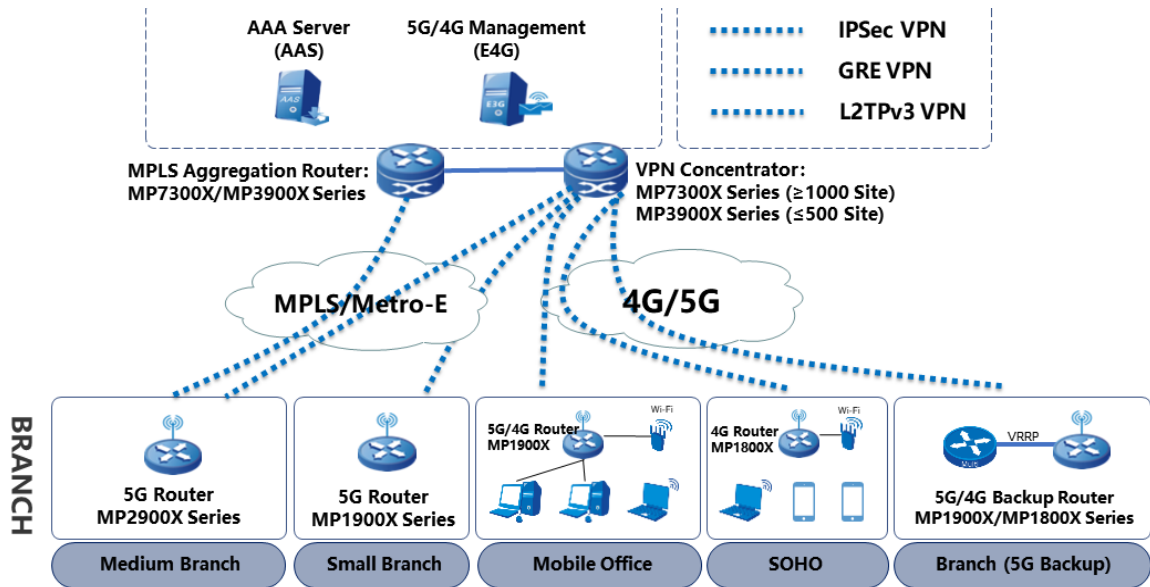 AAA Server
(AAS)
5G/4G Management
(E4G)
AAS
E3G
IPSec VPN
GRE VPN
L2TPv3 VPN
MPLS Aggregation Router:
MP7300X/MP3900X Series
VPN Concentrator:
MP7300X Series (≥1000 Site)
MP3900X Series (≤500 Site)
MPLS/Metro-E
4G/5G
BRANCH
5G Router
MP2900X Series
Medium Branch
5G Router
MP1900X Series
Small Branch
5G/4G Router
MP1900X
Wi-Fi
Mobile Office
4G Router
MP1800X
Wi-Fi
SOHO
VRRP
5G/4G Backup Router
MP1900X/MP1800X Series
Branch (5G Backup)